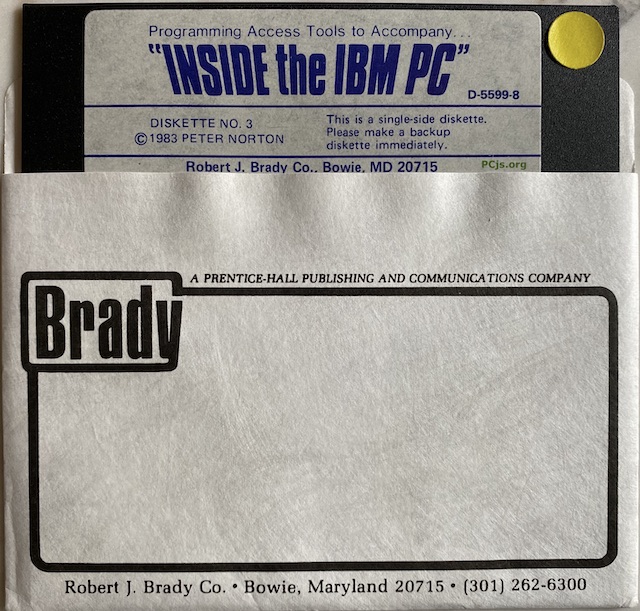 Programming Access Tools to Accompany...
"INSIDE the IBM PC"
D-5599-8
DISKETTE NO. 3
©1983 PETER NORTON
This is a single-side diskette.
Please make a backup
diskette immediately.
Robert J. Brady Co., Bowie, MD 20715
PCjs.org
A PRENTICE-HALL PUBLISHING AND COMMUNICATIONS COMPANY
Brady
Robert J. Brady Co. • Bowie, Maryland 20715 • (301) 262-6300